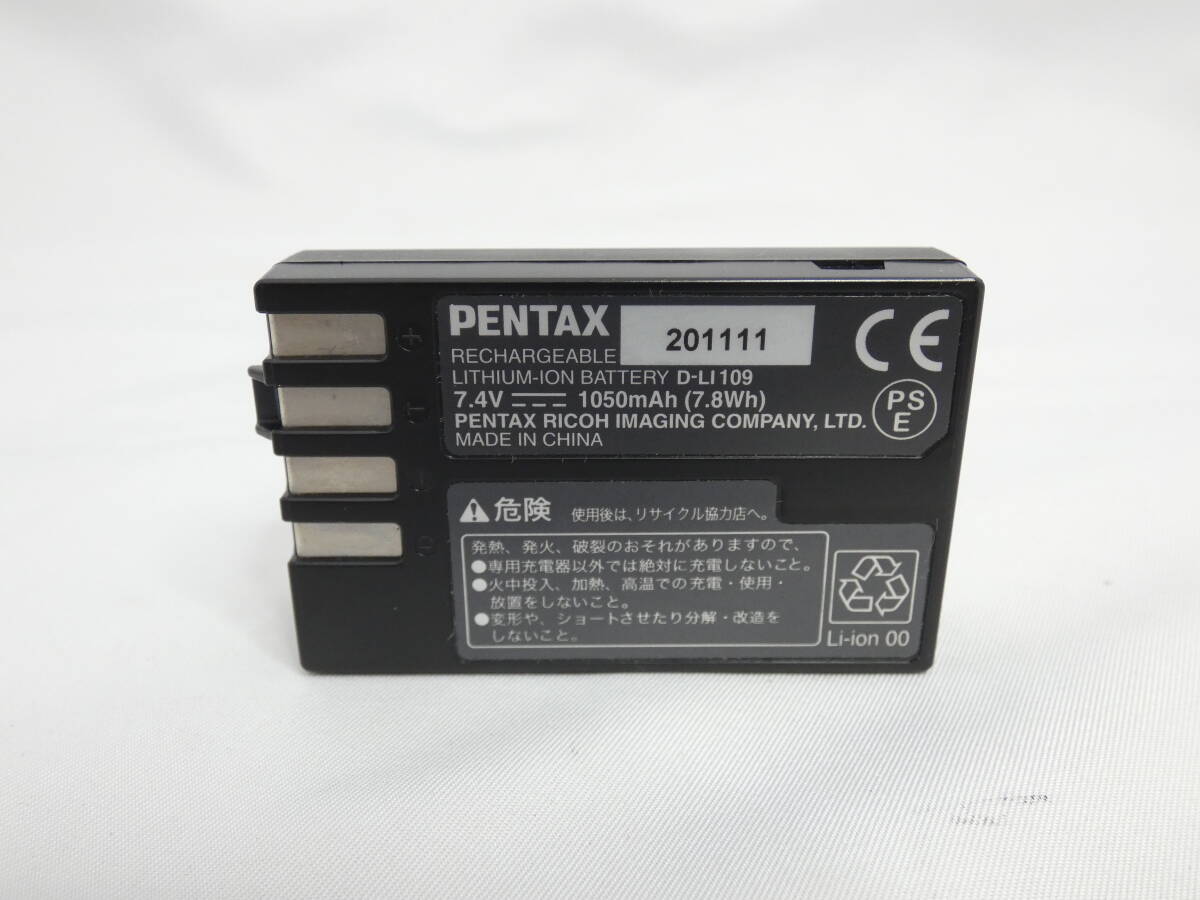 PENTAX 201111
RECHARGEABLE
LITHIUM-ION BATTERY D-LI109
7.4V 1050mAh (7.8Wh)
PENTAX RICOH IMAGING COMPANY, LTD.
MADE IN CHINA
CE
PS
E
危険 使用後は、リサイクル協力店へ。
発熱、発火、破裂のおそれがありますので、
●専用充電器以外では絶対に充電しないこと。
●火中投入、加熱、高温での充電・使用・
放置をしないこと。
●変形や、ショートさせたり分解・改造を
しないこと。
Li-ion 00
+
T
-